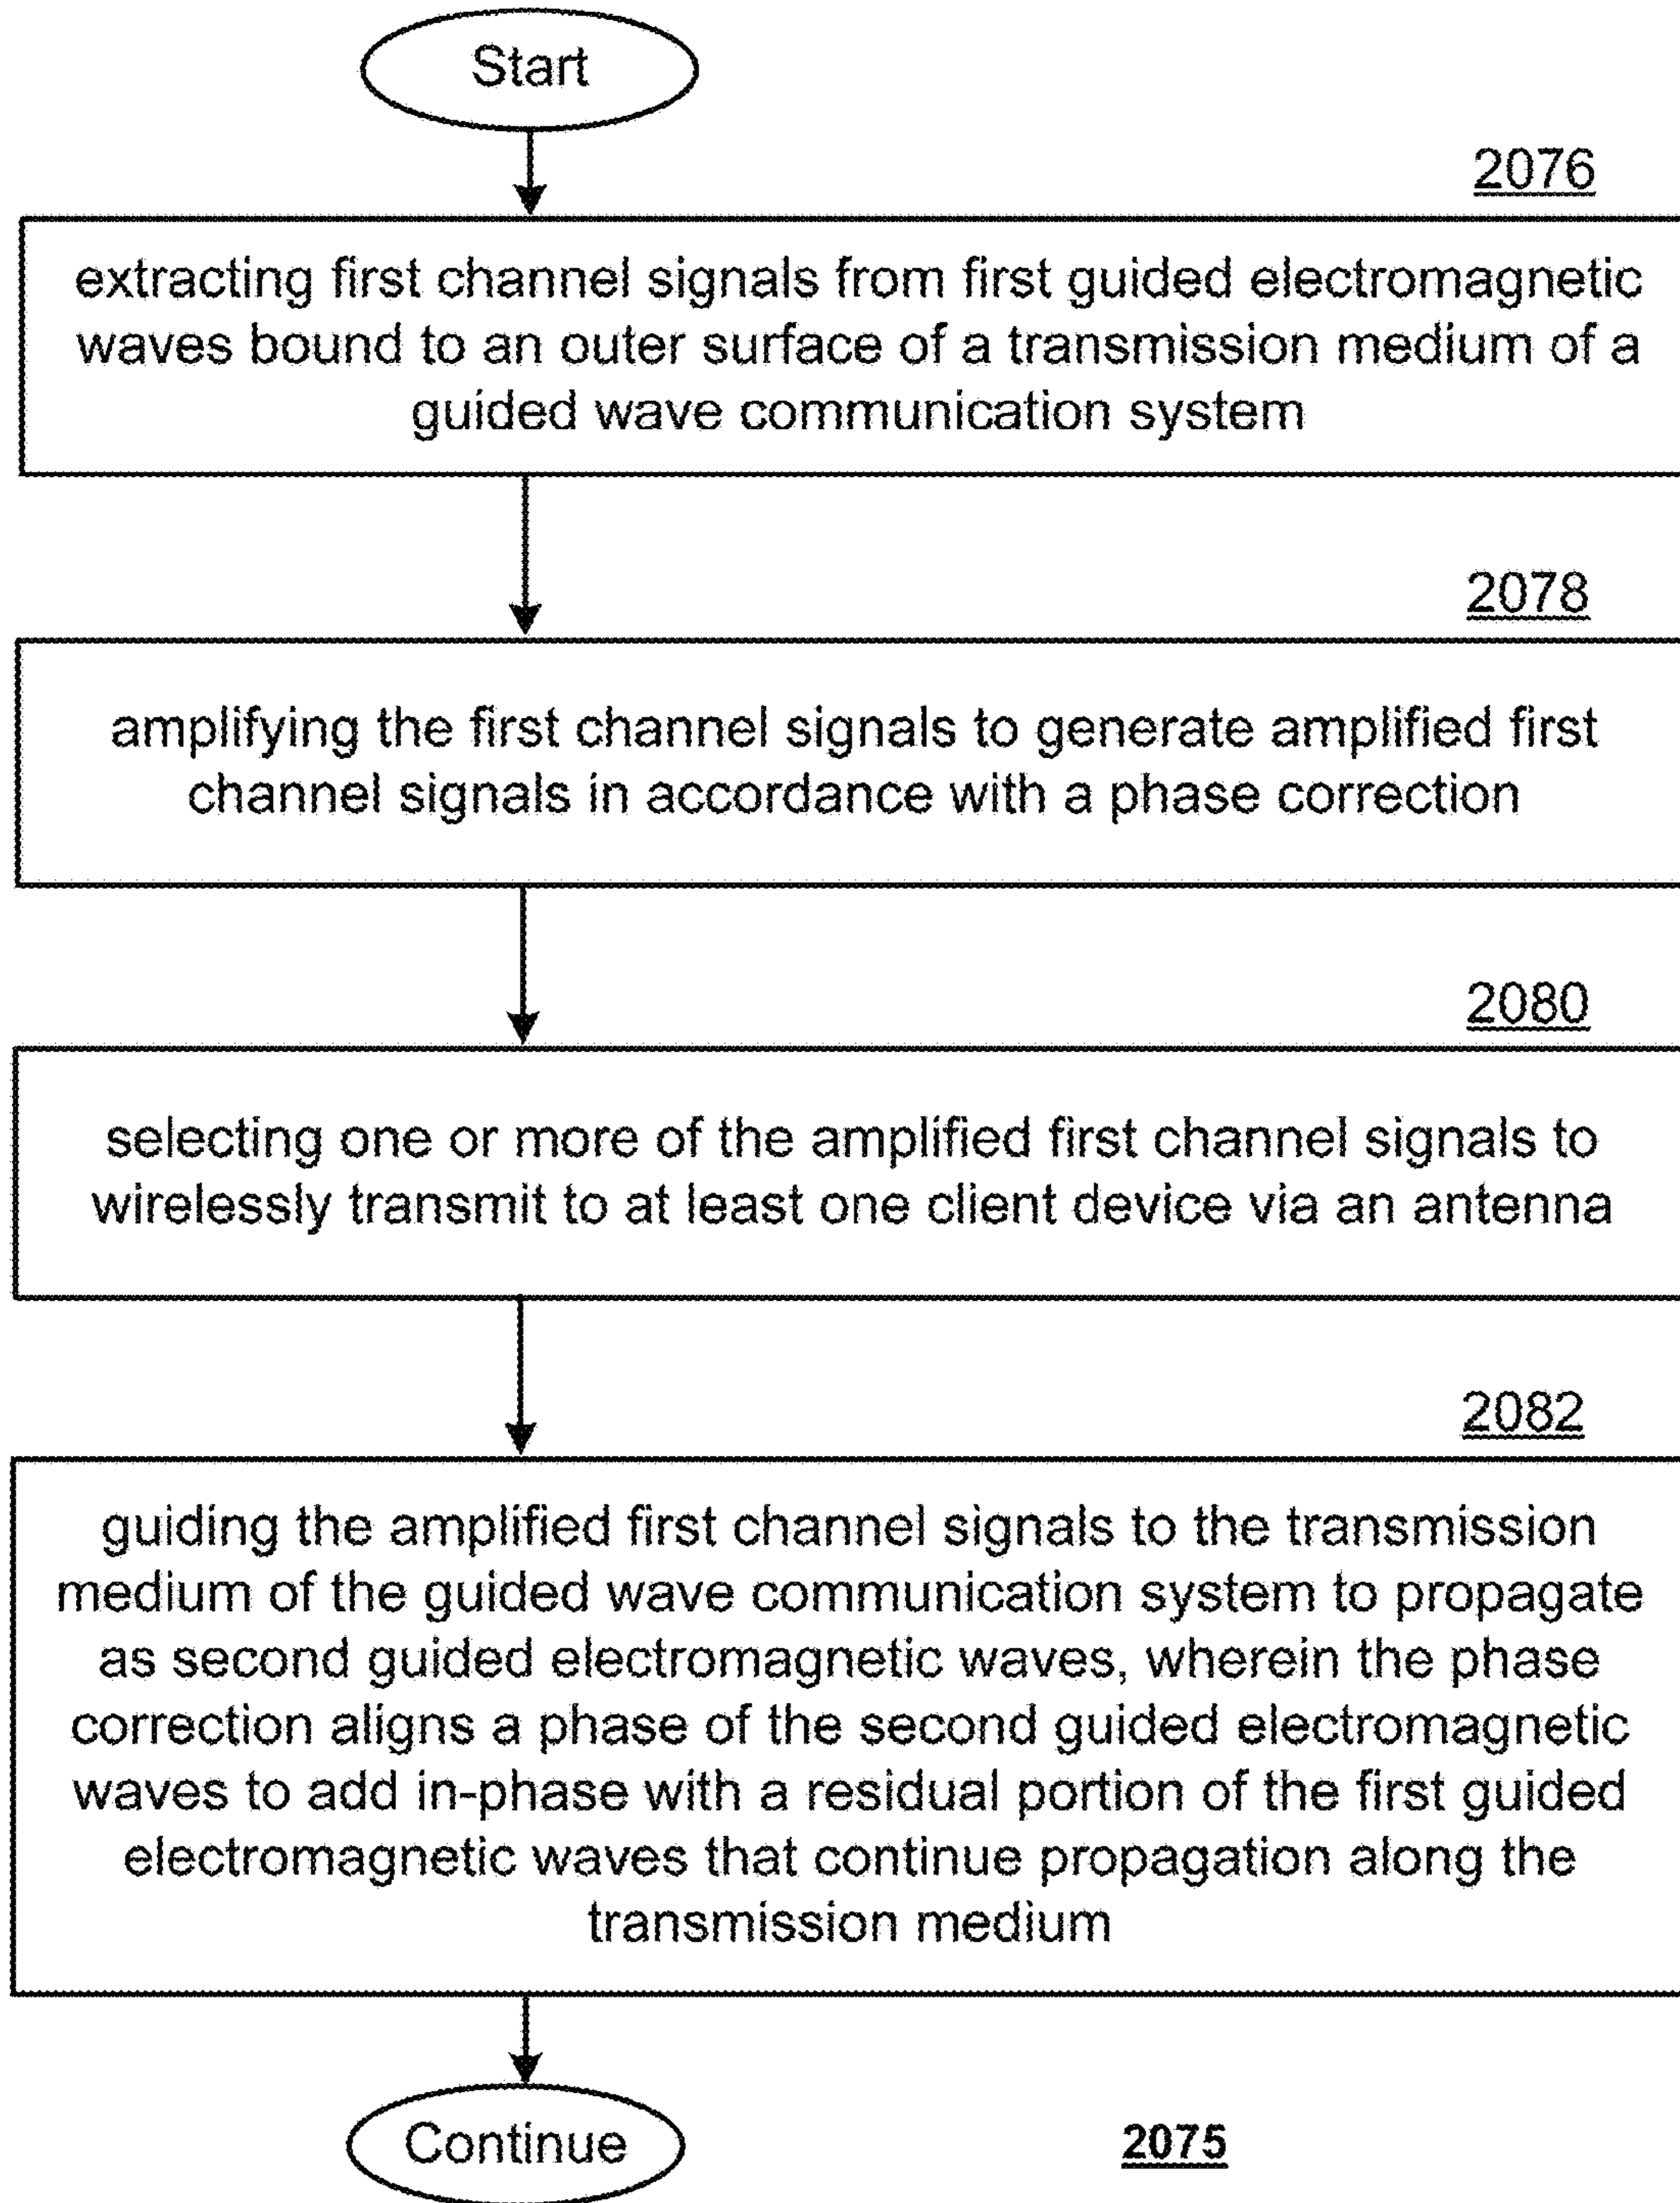 Start
2076
extracting first channel signals from first guided electromagnetic
waves bound to an outer surface of a transmission medium of a
guided wave communication system
2078
amplifying the first channel signals to generate amplified first
channel signals in accordance with a phase correction
2080
selecting one or more of the amplified first channel signals to
wirelessly transmit to at least one client device via an antenna
2082
guiding the amplified first channel signals to the transmission
medium of the guided wave communication system to propagate
as second guided electromagnetic waves, wherein the phase
correction aligns a phase of the second guided electromagnetic
waves to add in-phase with a residual portion of the first guided
electromagnetic waves that continue propagation along the
transmission medium
Continue
2075